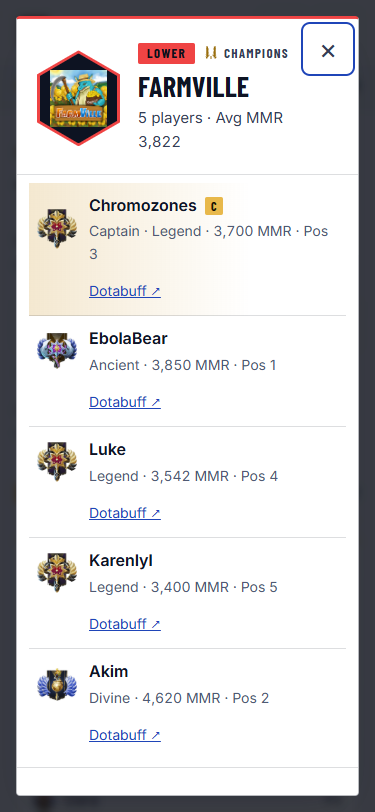 LOWER CHAMPIONS
FARMVILLE
5 players · Avg MMR
3,822
Chromozones C
Captain · Legend · 3,700 MMR · Pos
3
Dotabuff ↗
EbolaBear
Ancient · 3,850 MMR · Pos 1
Dotabuff ↗
Luke
Legend · 3,542 MMR · Pos 4
Dotabuff ↗
Karenlyl
Legend · 3,400 MMR · Pos 5
Dotabuff ↗
Akim
Divine · 4,620 MMR · Pos 2
Dotabuff ↗